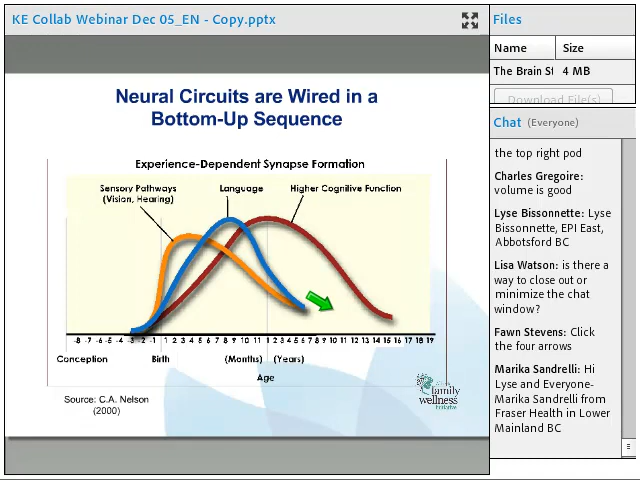 KE Collab Webinar Dec 05_EN - Copy.pptx
Neural Circuits are Wired in a
Bottom-Up Sequence
Experience-Dependent Synapse Formation
Sensory Pathways
(Vision, Hearing)
Language
Higher Cognitive Function
-8 -7 -6 -5 -4 -3 -2 -1 1 2 3 4 5 6 7 8 9 10 11 1 2 3 4 5 6 7 8 9 10 11 12 13 14 15 16 17 18 19
Conception Birth (Months) (Years)
Age
Source: C.A. Nelson
(2000)
family
wellness
initiative
Files
Name Size
The Brain St 4 MB
Download File(s)
Chat (Everyone)
the top right pod
Charles Gregoire:
volume is good
Lyse Bissonnette: Lyse
Bissonnette, EPI East,
Abbotsford BC
Lisa Watson: is there a
way to close out or
minimize the chat
window?
Fawn Stevens: Click
the four arrows
Marika Sandrelli: Hi
Lyse and Everyone-
Marika Sandrelli from
Fraser Health in Lower
Mainland BC